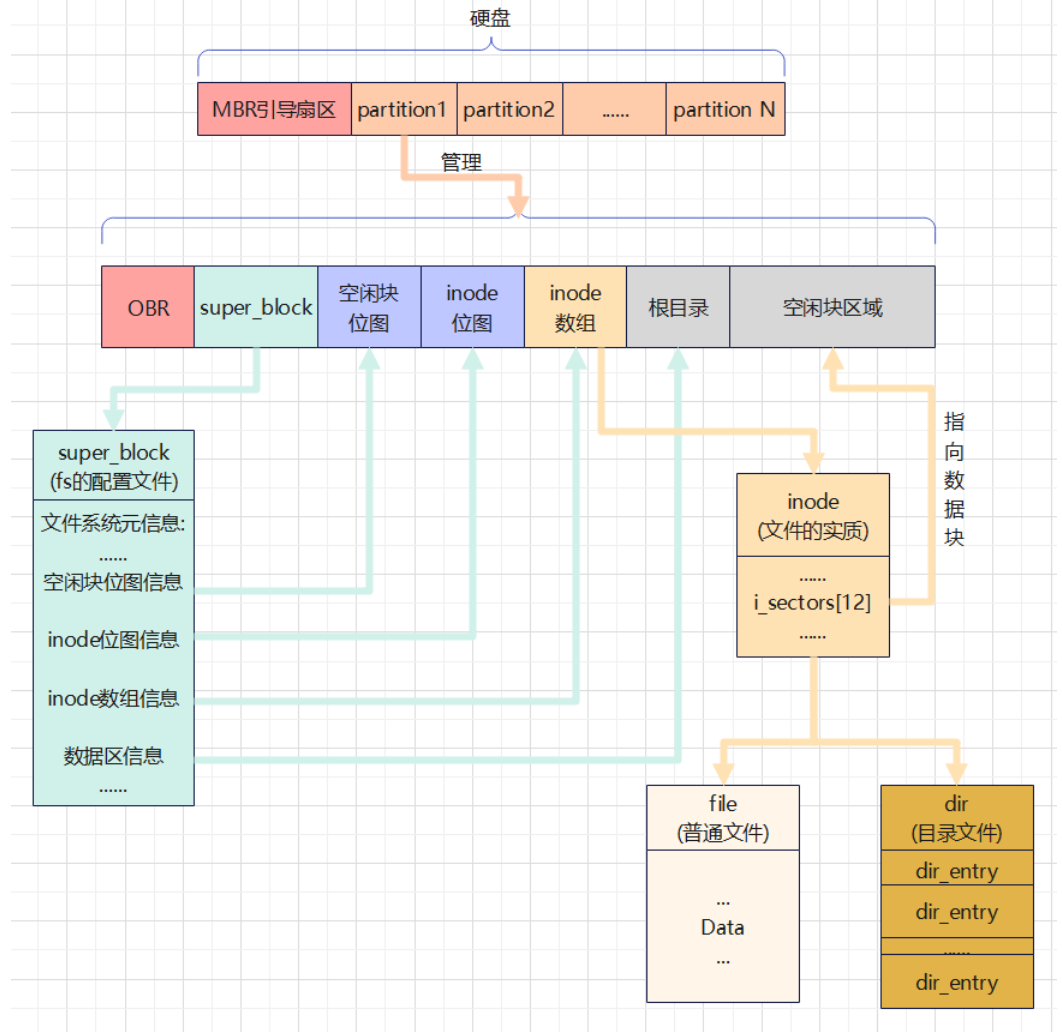 硬盘
MBR引导扇区
partition1
partition2
......
partition N
管理
OBR
super_block
空闲块
位图
inode
位图
inode
数组
根目录
空闲块区域
super_block
(fs的配置文件)
文件系统元信息:
......
空闲块位图信息
inode位图信息
inode数组信息
数据区信息
......
指
向
数
据
块
inode
(文件的实质)
......
i_sectors[12]
......
file
(普通文件)
...
Data
...
dir
(目录文件)
dir_entry
dir_entry
......
dir_entry